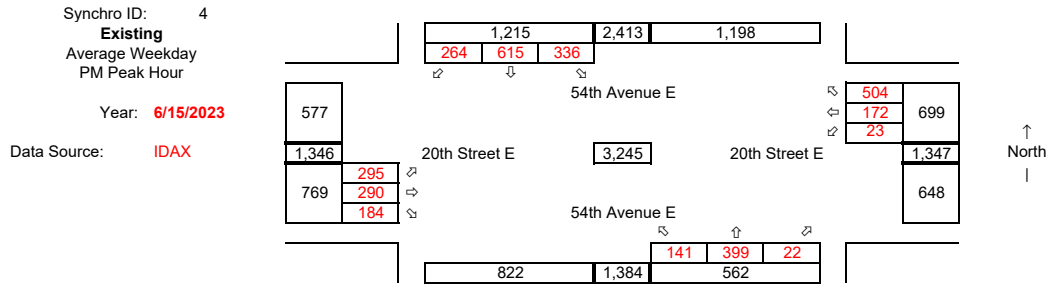 Synchro ID: 4
Existing
Average Weekday
PM Peak Hour
Year: 6/15/2023
Data Source: IDAX
1,215 2,413 1,198
264 615 336
⬃ ⇩ ⬂
54th Avenue E
577
⬁ 504
⇦ 172 699
⬃ 23
1,346 20th Street E 3,245 20th Street E 1,347
↑
North
|
769
295 ⬀
290 ⇨
184 ⬂
648
54th Avenue E
⬁ ⇧ ⬀
141 399 22
822 1,384 562